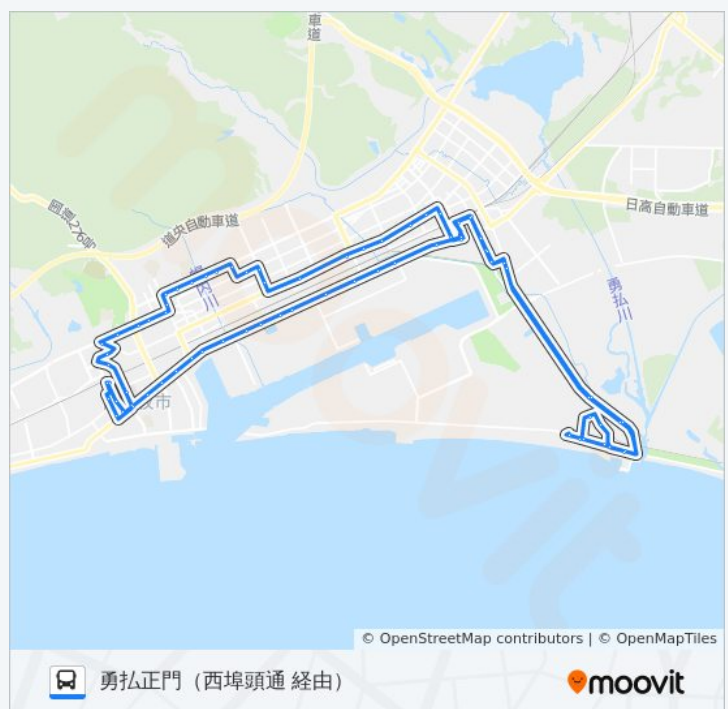 車道
国道276号
道央自動車道
日高自動車道
幌内川
勇払川
牧市
© OpenStreetMap contributors | © OpenMapTiles
勇払正門（西埠頭通 経由）
moovit
moovit